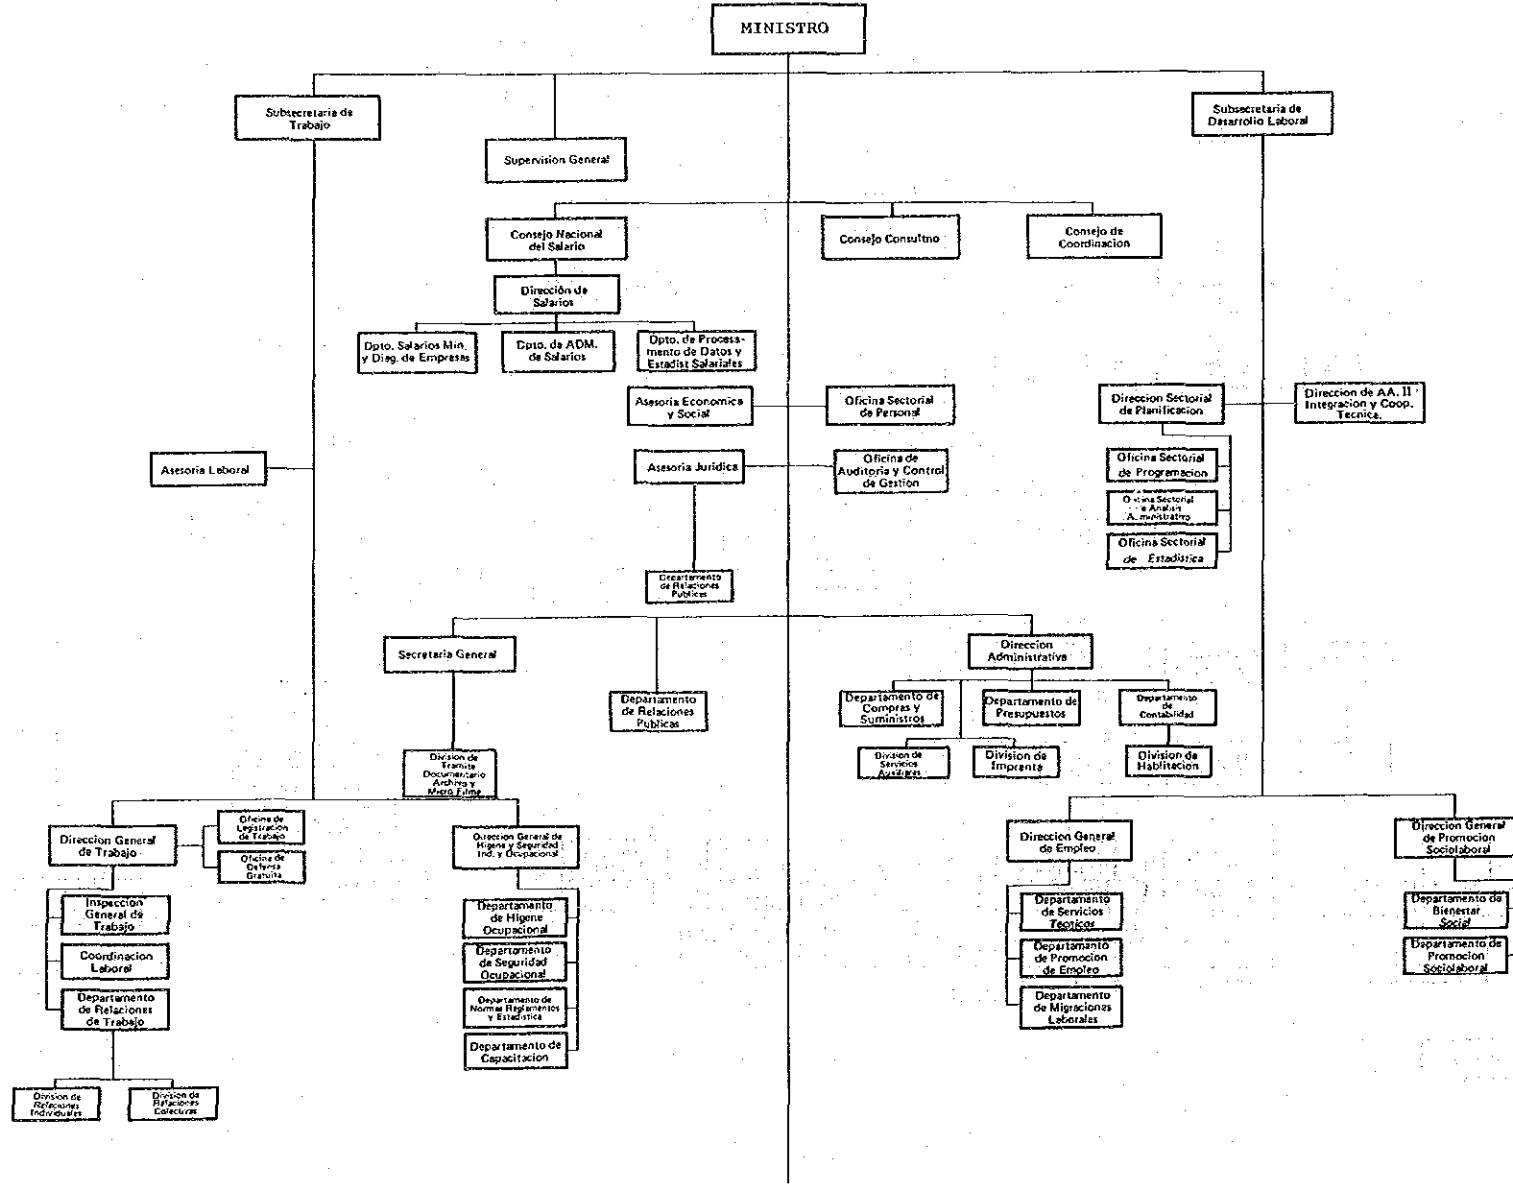 MINISTRO
Subsecretaria de
Trabajo
Subsecretaria de
Desarrollo Laboral
Supervision General
Consejo Nacional
del Salario
Consejo Consultno
Consejo de
Coordinacion
Dirección de
Salarios
Dpto. Salarios Min.
y Diag. de Empresas
Dpto. de ADM.
de Salarios
Dpto. de Procesa-
mento de Datos y
Estadist Salariales
Asesoria Economica
y Social
Oficina Sectorial
de Personal
Direccion Sectorial
de Planificacion
Direccion de AA. II
Integracion y Coop.
Tecnica.
Asesoria Laboral
Asesoria Juridica
Oficina de
Auditoria y Control
de Gestion
Oficina Sectorial
de Programacion
Sectorial
Analisis
Oficina Sectorial
de Estadistica
Departamento
de Relaciones
Publicas
Secretaria General
Direccion
Administrativa
Departamento
de Relaciones
Publicas
Departamento de
Compras y
Suministros
Departamento de
Presupuestos
Departamento
de
Contabilidad
Division de
Tramite
Documentario
Archivo y
Micro Filme
Division de
Servicios
Auxiliares
Division de
Imprenta
Division de
Hablitacion
Direccion General
de Trabajo
Oficina de
Legistracion
de Trabajo
Oficina de
Defensa
Gratuita
Direccion General de
Higene y Seguridad
Ind. y Ocupacional
Direccion General
de Empleo
Direccion General
de Promocion
Sociolaboral
Inspeccion
General de
Trabajo
Coordinacion
Laboral
Departamento
de Relaciones
de Trabajo
Departamento
de Higene
Ocupacional
Departamento
de Seguridad
Ocupacional
Departamento de
Normas Reglamentos
y Estadistica
Departamento de
Capacitacion
Departamento
de Servicios
Tecnicos
Departamento
de Promocion
de Empleo
Departamento
de Migraciones
Laborales
Departamento de
Bienestar
Social
Departamento de
Promocion
Sociolaboral
Division de
Relaciones
Individuales
Division de
Relaciones
Colectivas